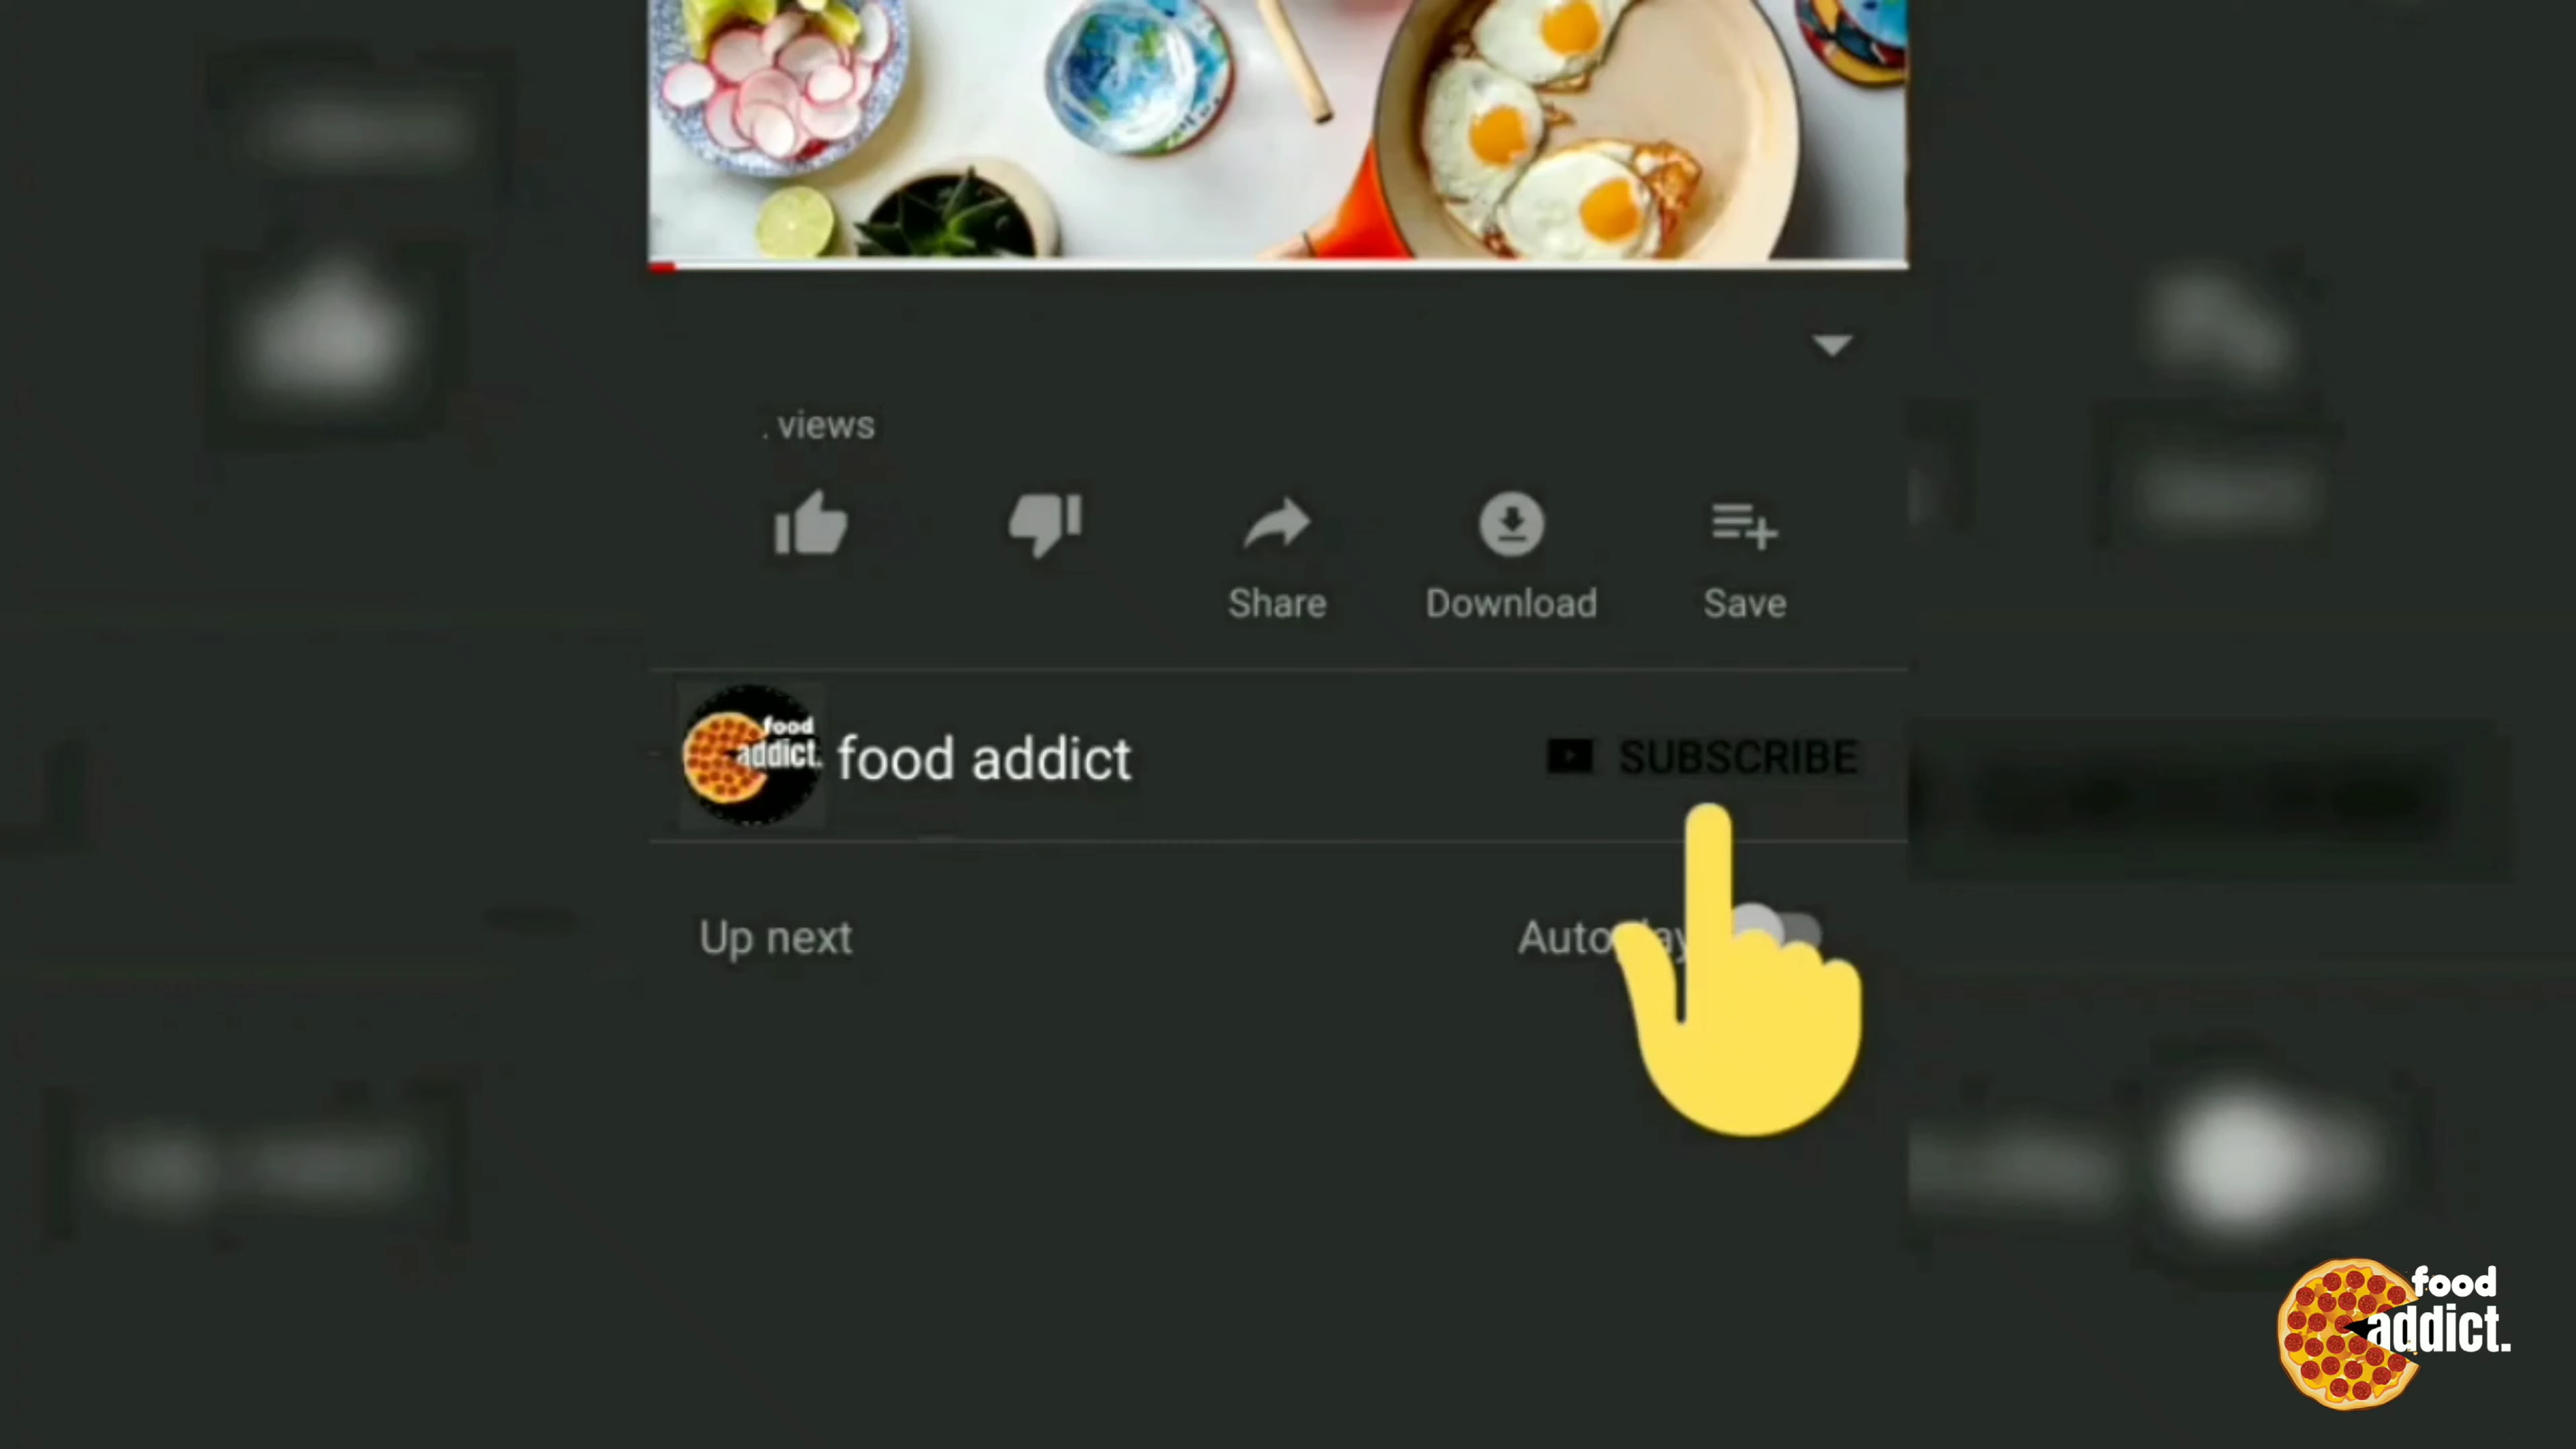 . views
Share
Download
Save
food
addict.
food addict
SUBSCRIBE
Up next
Auto
food
addict.